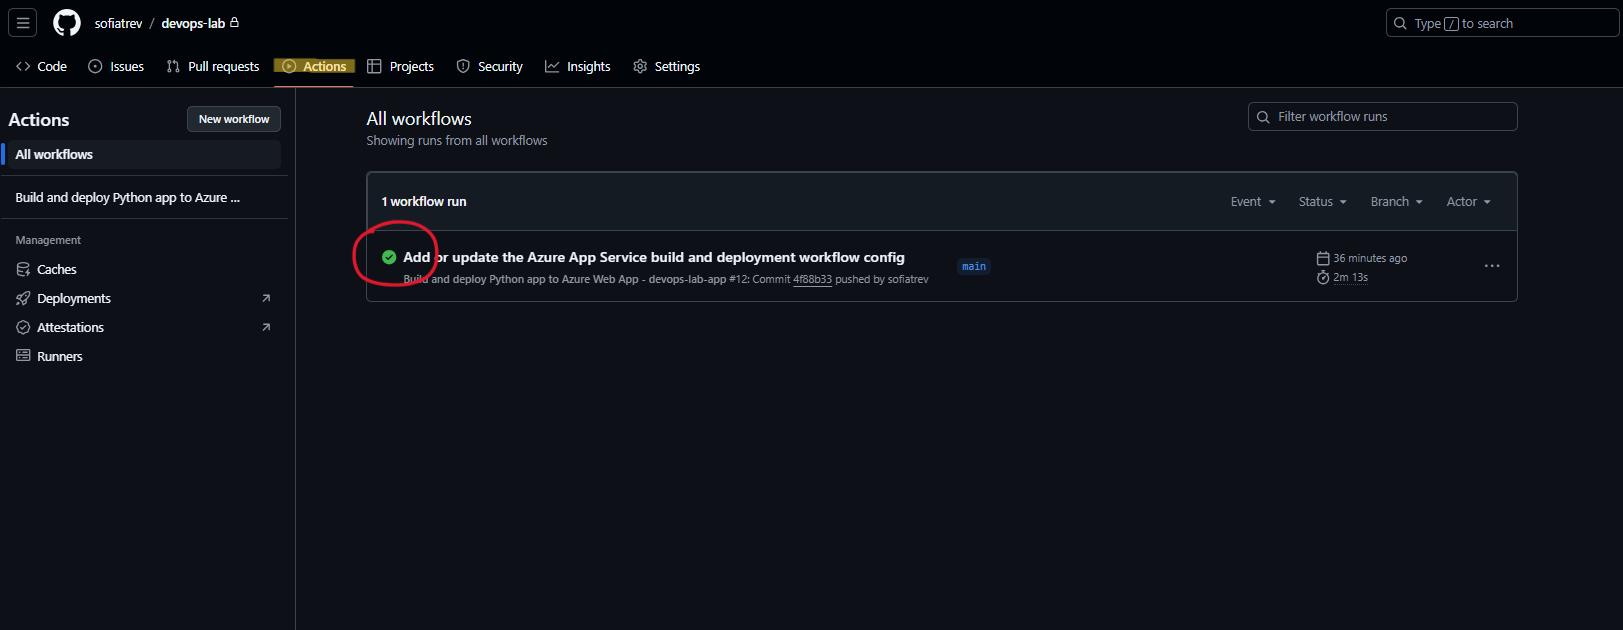 sofiatrev / devops-lab
Type / to search
Code Issues Pull requests Actions Projects Security Insights Settings
Actions
New workflow
All workflows
Build and deploy Python app to Azure ...
Management
Caches
Deployments
Attestations
Runners
All workflows
Showing runs from all workflows
Filter workflow runs
1 workflow run
Event Status Branch Actor
Add or update the Azure App Service build and deployment workflow config
Build and deploy Python app to Azure Web App - devops-lab-app #12: Commit 4f88b33 pushed by sofiatrev
main
36 minutes ago
2m 13s